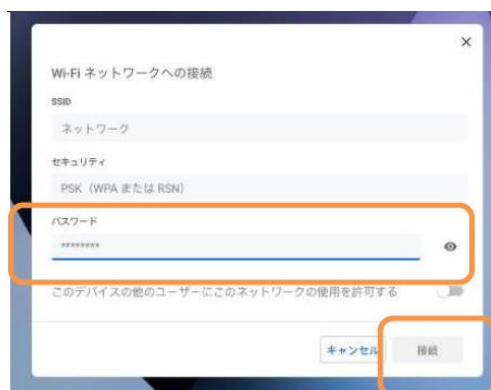 Wi-Fi ネットワークへの接続
SSID
ネットワーク
セキュリティ
PSK（WPA または RSN）
パスワード
********
このデバイスの他のユーザーにこのネットワークの使用を許可する
キャンセル
接続